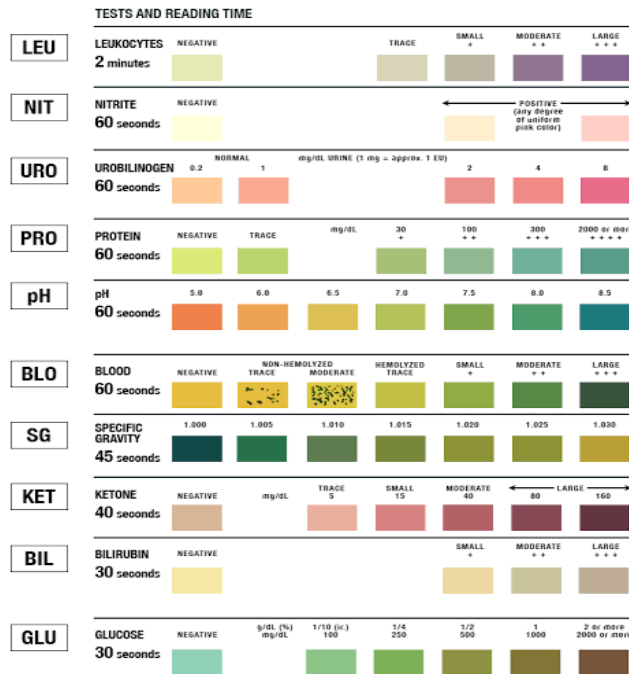 TESTS AND READING TIME
LEU
LEUKOCYTES
2 minutes
NEGATIVE
TRACE
SMALL
+
MODERATE
+ +
LARGE
+ + +
NIT
NITRITE
60 seconds
NEGATIVE
POSITIVE
(any degree
of uniform
pink color)
URO
UROBILINOGEN
60 seconds
NORMAL
0.2
1
mg/dL URINE (1 mg = approx. 1 EU)
2
4
8
PRO
PROTEIN
60 seconds
NEGATIVE
TRACE
mg/dL
30
+
100
+ +
300
+ + +
2000 or more
+ + + +
pH
pH
60 seconds
5.0
6.0
6.5
7.0
7.5
8.0
8.5
BLO
BLOOD
60 seconds
NEGATIVE
NON-HEMOLYZED
TRACE
MODERATE
HEMOLYZED
TRACE
SMALL
+
MODERATE
+ +
LARGE
+ + +
SG
SPECIFIC
GRAVITY
45 seconds
1.000
1.005
1.010
1.015
1.020
1.025
1.030
KET
KETONE
40 seconds
NEGATIVE
mg/dL
TRACE
5
SMALL
15
MODERATE
40
LARGE
80
160
BIL
BILIRUBIN
30 seconds
NEGATIVE
SMALL
+
MODERATE
+ +
LARGE
+ + +
GLU
GLUCOSE
30 seconds
NEGATIVE
g/dL (%)
mg/dL
1/10 (tr.)
100
1/4
250
1/2
500
1
1000
2 or more
2000 or more